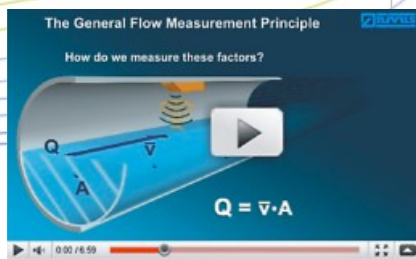 The General Flow Measurement Principle
How do we measure these factors?
Q
v̅
A
Q = v̅·A
0:00 / 6:59